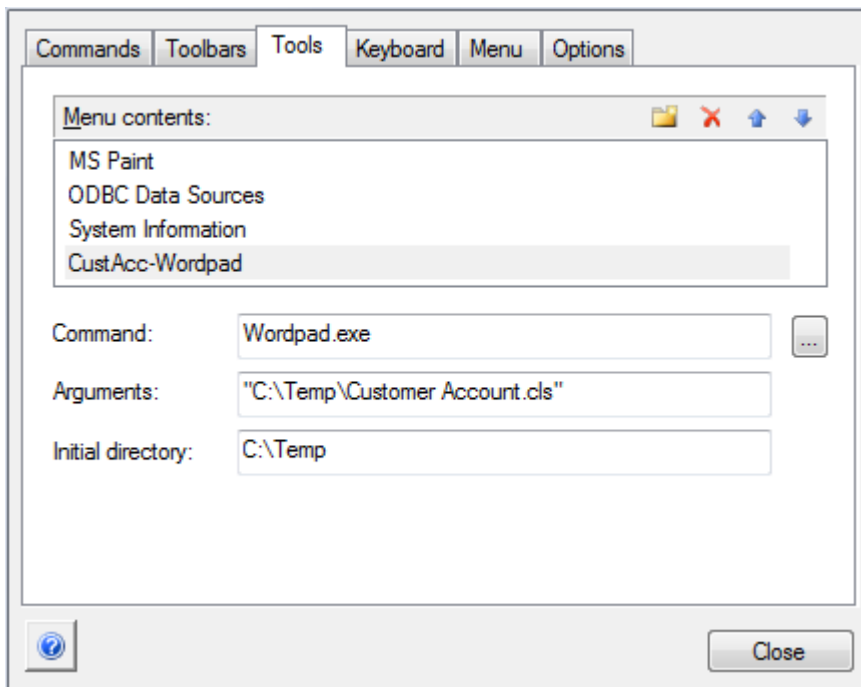 Commands Toolbars Tools Keyboard Menu Options
Menu contents:
MS Paint
ODBC Data Sources
System Information
CustAcc-Wordpad
Command: Wordpad.exe ...
Arguments: "C:\Temp\Customer Account.cls"
Initial directory: C:\Temp
? Close